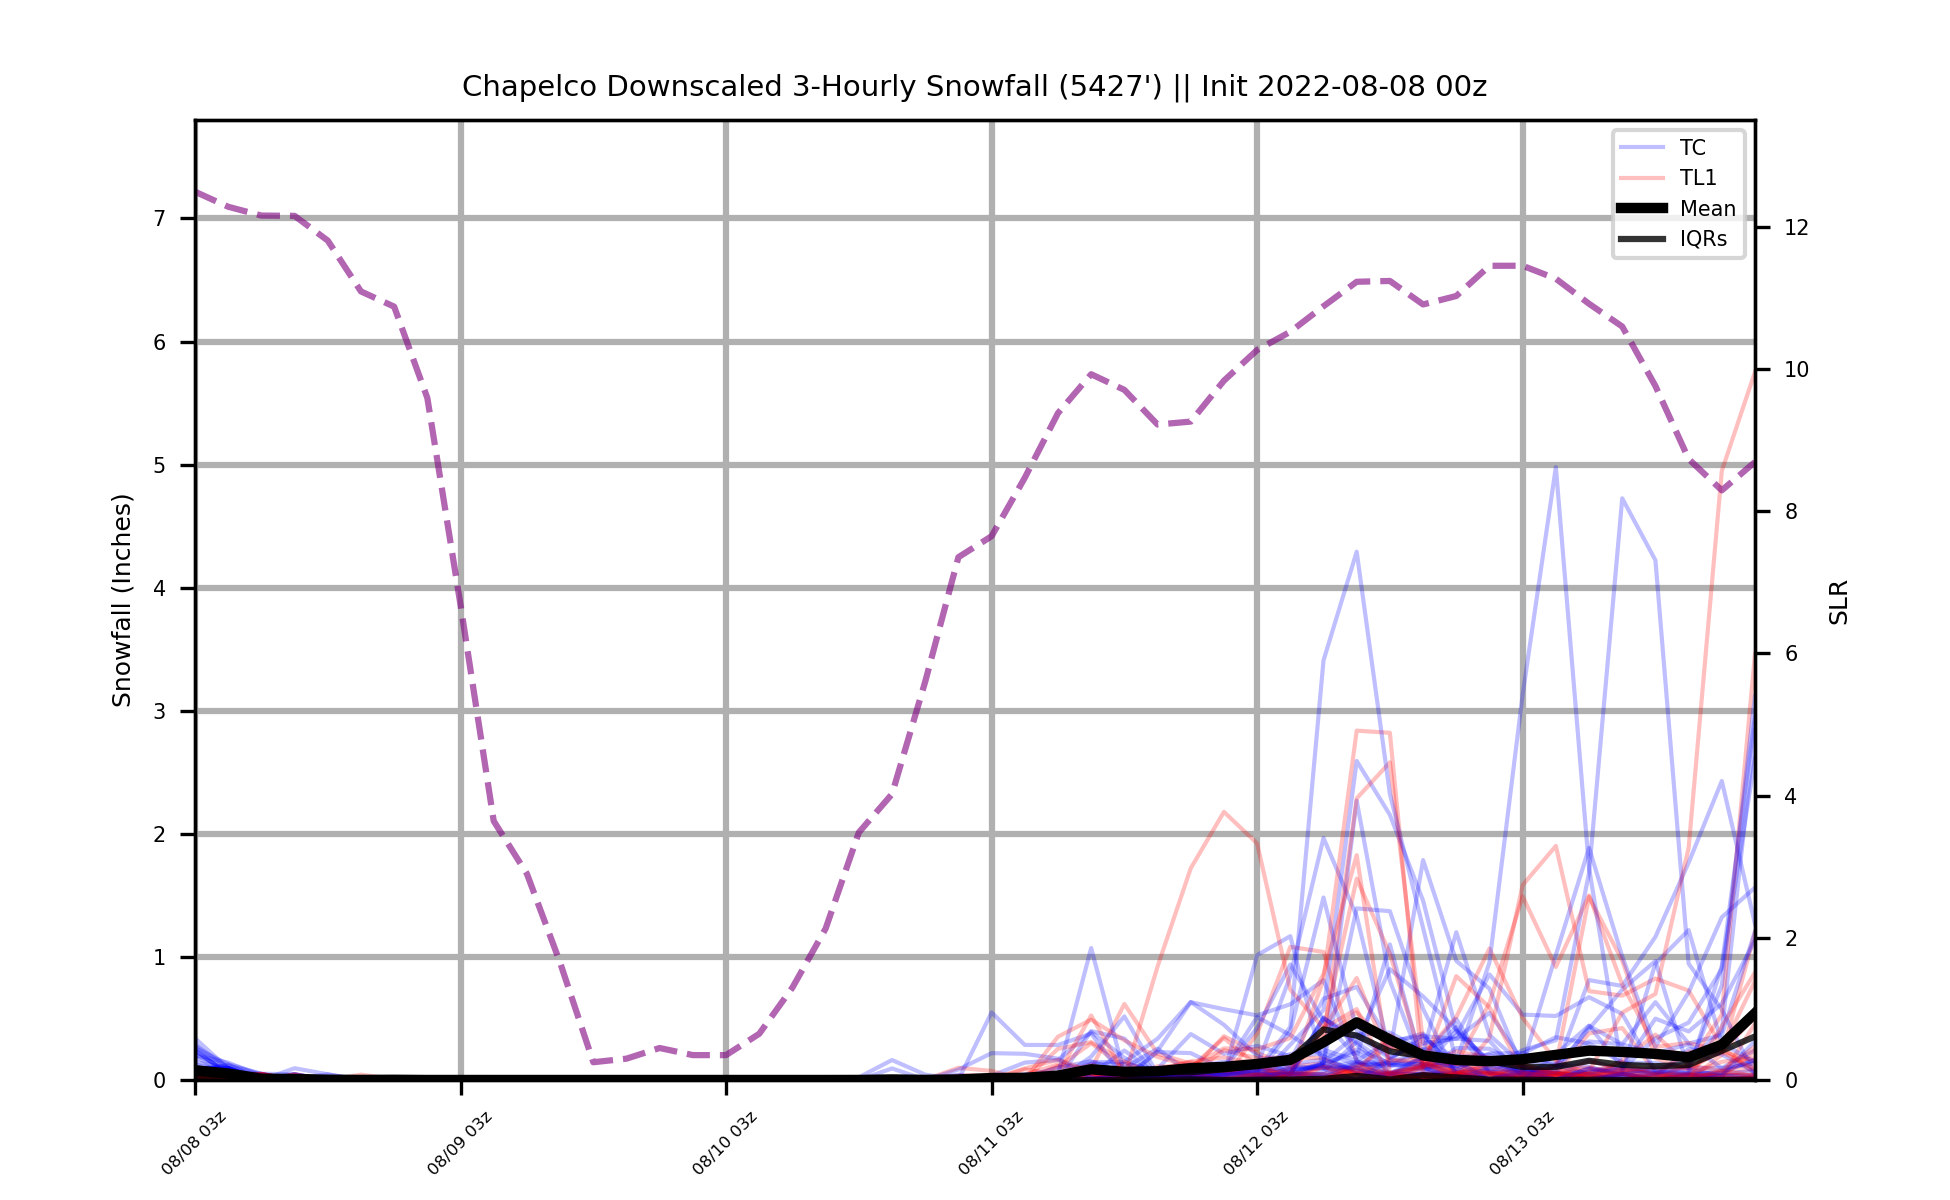 Chapelco Downscaled 3-Hourly Snowfall (5427') || Init 2022-08-08 00z
TC
TL1
Mean
IQRs
7
6
5
4
3
2
1
0
Snowfall (Inches)
12
10
8
6
4
2
0
SLR
08/08 03z
08/09 03z
08/10 03z
08/11 03z
08/12 03z
08/13 03z